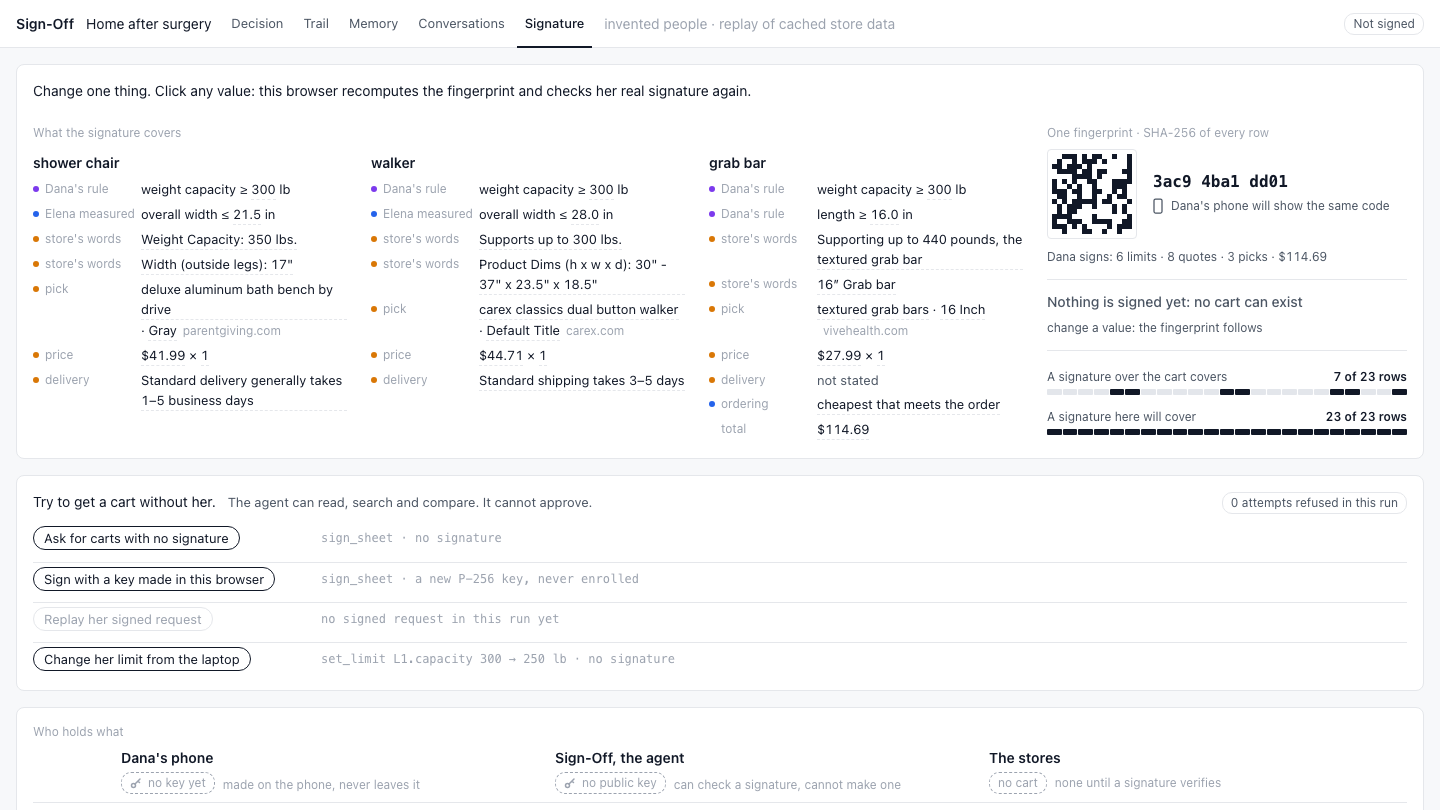 Sign-Off Home after surgery Decision Trail Memory Conversations Signature invented people · replay of cached store data Not signed
Change one thing. Click any value: this browser recomputes the fingerprint and checks her real signature again.
What the signature covers
shower chair
Dana's rule weight capacity ≥ 300 lb
Elena measured overall width ≤ 21.5 in
store's words Weight Capacity: 350 lbs.
store's words Width (outside legs): 17"
pick deluxe aluminum bath bench by
drive
· Gray parentgiving.com
price $41.99 × 1
delivery Standard delivery generally takes
1–5 business days
walker
Dana's rule weight capacity ≥ 300 lb
Elena measured overall width ≤ 28.0 in
store's words Supports up to 300 lbs.
store's words Product Dims (h x w x d): 30" -
37" x 23.5" x 18.5"
pick carex classics dual button walker
· Default Title carex.com
price $44.71 × 1
delivery Standard shipping takes 3–5 days
grab bar
Dana's rule weight capacity ≥ 300 lb
Dana's rule length ≥ 16.0 in
store's words Supporting up to 440 pounds, the
textured grab bar
store's words 16″ Grab bar
pick textured grab bars · 16 Inch
vivehealth.com
price $27.99 × 1
delivery not stated
ordering cheapest that meets the order
total $114.69
One fingerprint · SHA-256 of every row
3ac9 4ba1 dd01
Dana's phone will show the same code
Dana signs: 6 limits · 8 quotes · 3 picks · $114.69
Nothing is signed yet: no cart can exist
change a value: the fingerprint follows
A signature over the cart covers 7 of 23 rows
A signature here will cover 23 of 23 rows
Try to get a cart without her. The agent can read, search and compare. It cannot approve. 0 attempts refused in this run
Ask for carts with no signature sign_sheet · no signature
Sign with a key made in this browser sign_sheet · a new P-256 key, never enrolled
Replay her signed request no signed request in this run yet
Change her limit from the laptop set_limit L1.capacity 300 → 250 lb · no signature
Who holds what
Dana's phone Sign-Off, the agent The stores
no key yet made on the phone, never leaves it no public key can check a signature, cannot make one no cart none until a signature verifies